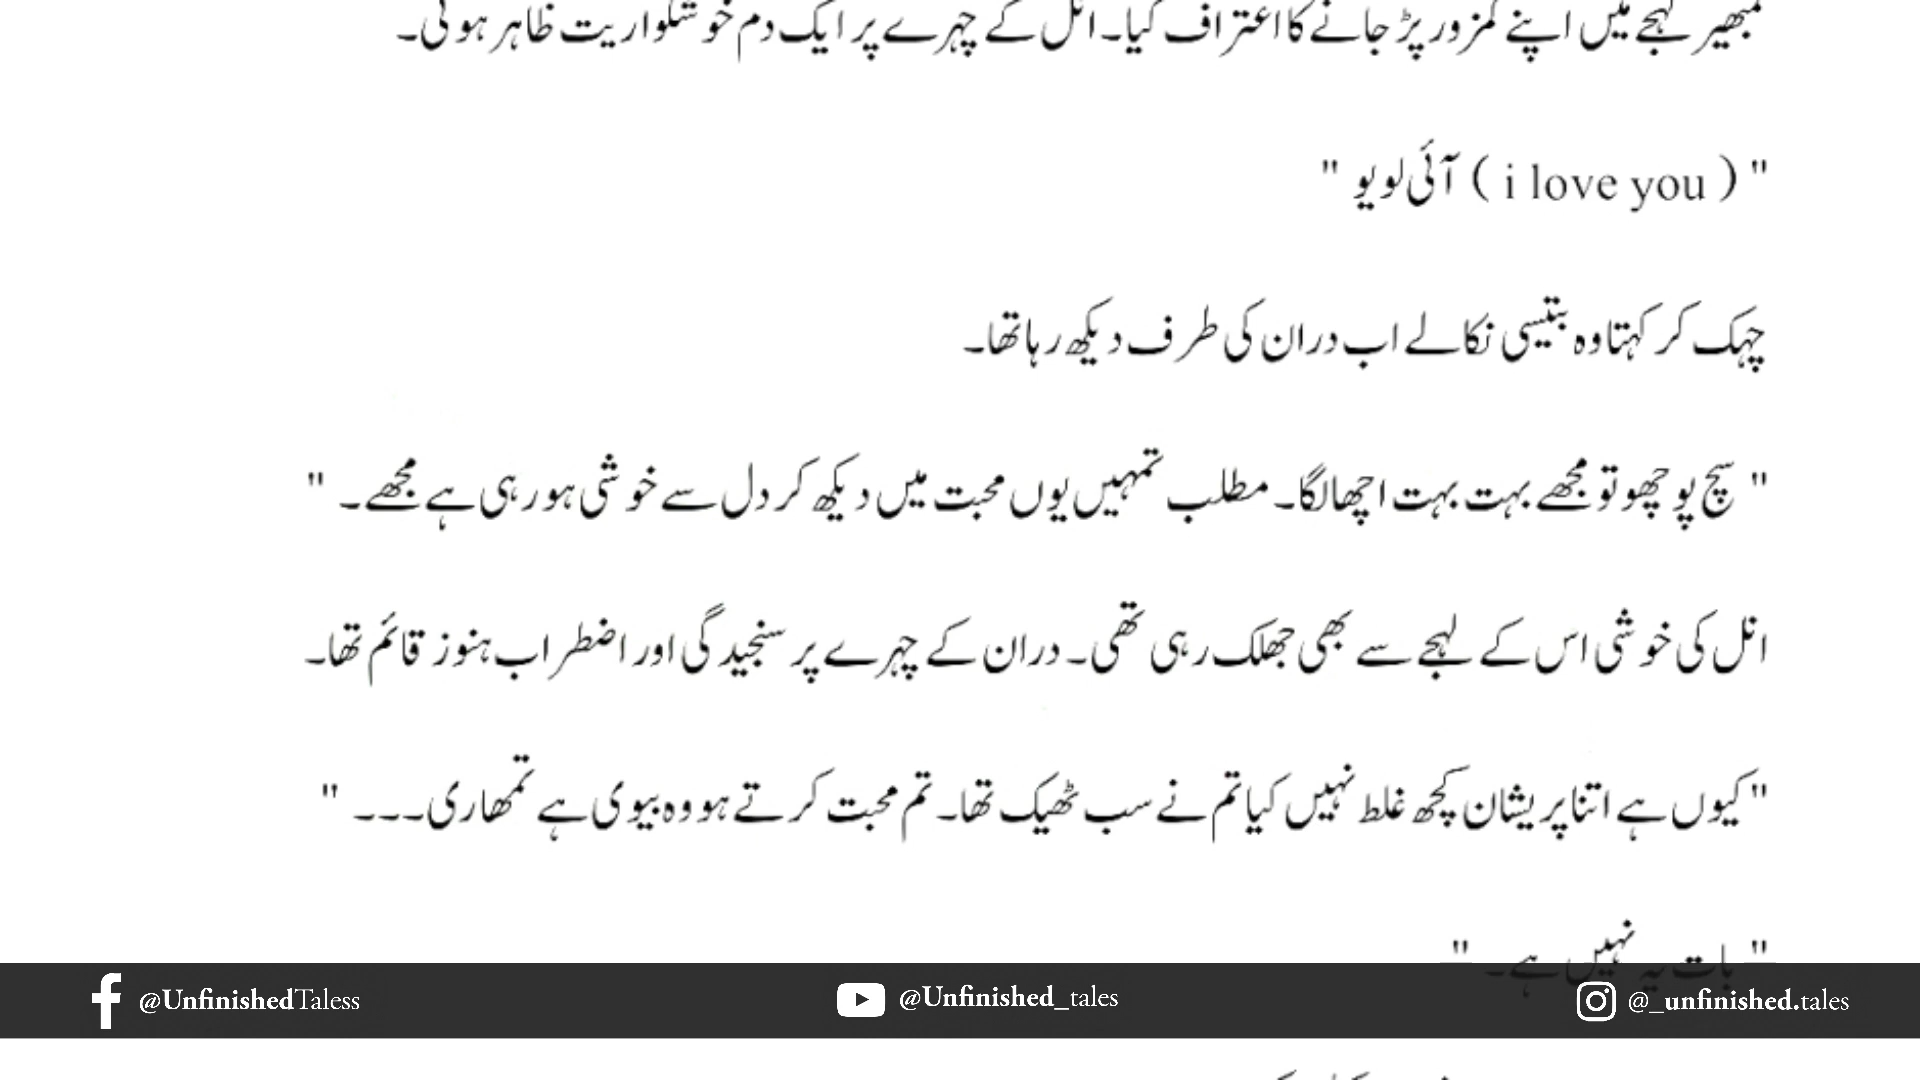 گمبھیر لہجے میں اپنے کمزور پڑ جانے کا اعتراف کیا۔ انل کے چہرے پر ایک دم خوشگواریت ظاہر ہوئی۔
" ( i love you ) آئی لو یو "
چہک کر کہتا وہ بتیسی نکالے اب دران کی طرف دیکھ رہا تھا۔
" سچ پوچھو تو مجھے بہت بہت اچھا لگا۔ مطلب تمہیں یوں محبت میں دیکھ کر دل سے خوشی ہو رہی ہے مجھے۔ "
انل کی خوشی اس کے لہجے سے بھی جھلک رہی تھی۔ دران کے چہرے پر سنجیدگی اور اضطراب ہنوز قائم تھا۔
" کیوں ہے اتنا پریشان کچھ غلط نہیں کیا تم نے سب ٹھیک تھا۔ تم محبت کرتے ہو وہ بیوی ہے تمھاری۔۔۔ "
" بات یہ نہیں ہے۔ "
@UnfinishedTaless
@Unfinished_tales
@_unfinished.tales